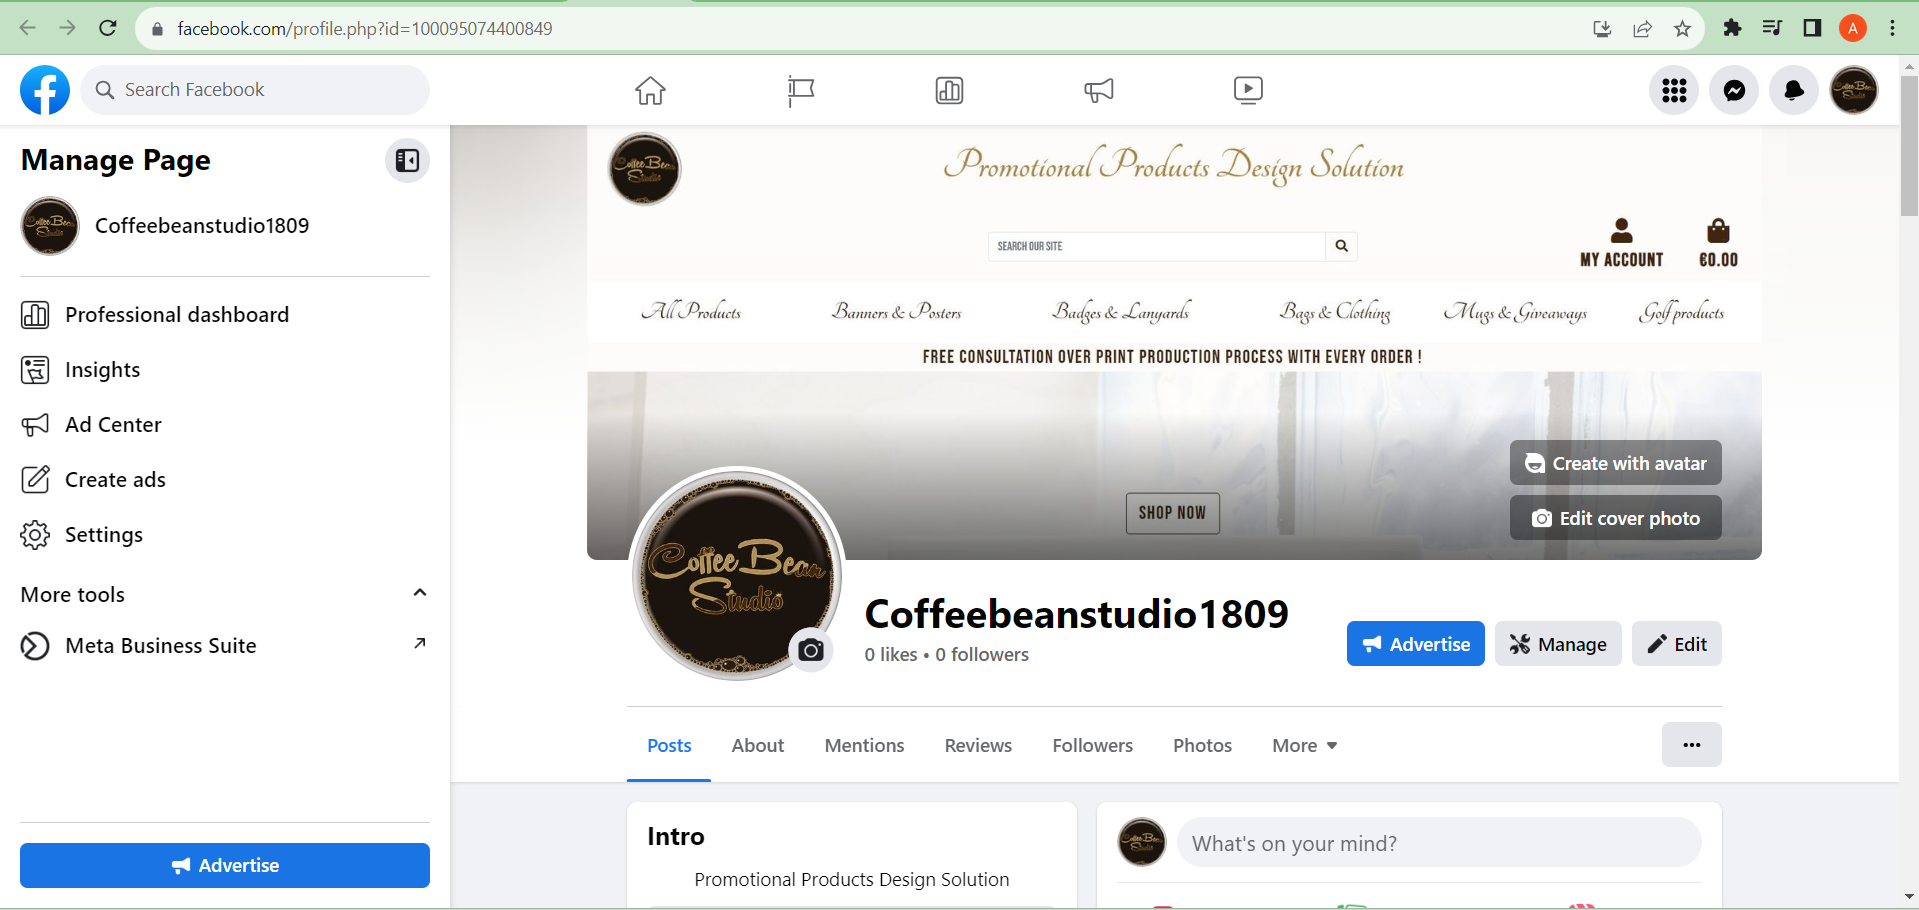 facebook.com/profile.php?id=100095074400849
A
Search Facebook
Manage Page
Coffeebeanstudio1809
Professional dashboard
Insights
Ad Center
Create ads
Settings
More tools
Meta Business Suite
Advertise
Coffee Bean
Studio
Promotional Products Design Solution
SEARCH OUR SITE
MY ACCOUNT
€0.00
All Products Banners & Posters Badges & Lanyards Bags & Clothing Mugs & Giveaways Golf products
FREE CONSULTATION OVER PRINT PRODUCTION PROCESS WITH EVERY ORDER !
Create with avatar
SHOP NOW
Edit cover photo
Coffee Bean
Studio
Coffeebeanstudio1809
0 likes • 0 followers
Advertise Manage Edit
Posts About Mentions Reviews Followers Photos More
Intro
Promotional Products Design Solution
What's on your mind?